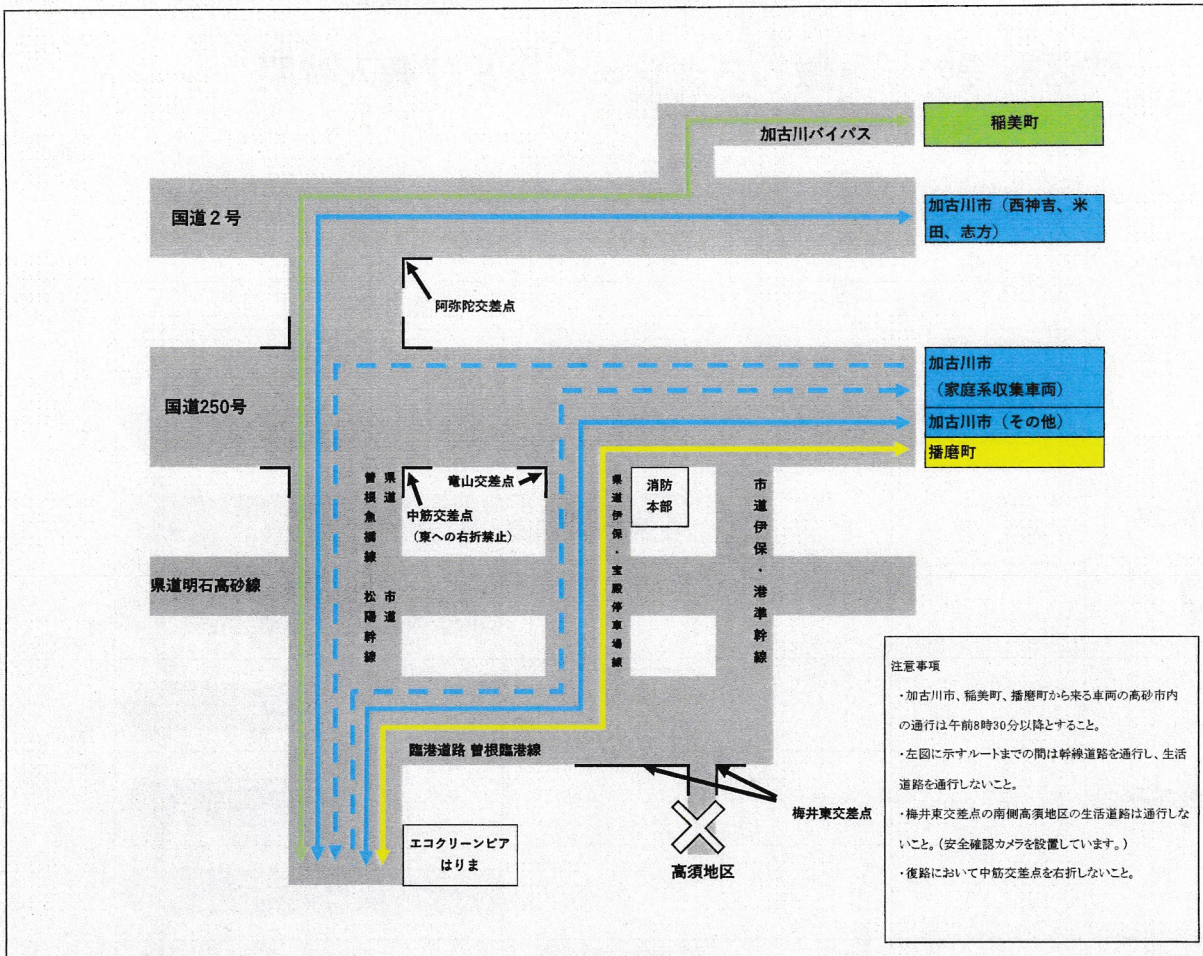 稲美町
加古川バイパス
加古川市（西神吉、米
田、志方）
国道２号
阿弥陀交差点
加古川市
（家庭系収集車両）
国道250号
加古川市（その他）
播磨町
竜山交差点
中筋交差点
（東への右折禁止）
県道
曽根魚橋線
消防
本部
県道伊保・宝殿停車場線
市道伊保・港準幹線
県道明石高砂線
市道
松陽幹線
臨港道路 曽根臨港線
梅井東交差点
エコクリーンピア
はりま
高須地区
注意事項
・加古川市、稲美町、播磨町から来る車両の高砂市内
の通行は午前8時30分以降とすること。
・左図に示すルートまでの間は幹線道路を通行し、生活
道路を通行しないこと。
・梅井東交差点の南側高須地区の生活道路は通行しな
いこと。（安全確認カメラを設置しています。）
・復路において中筋交差点を右折しないこと。